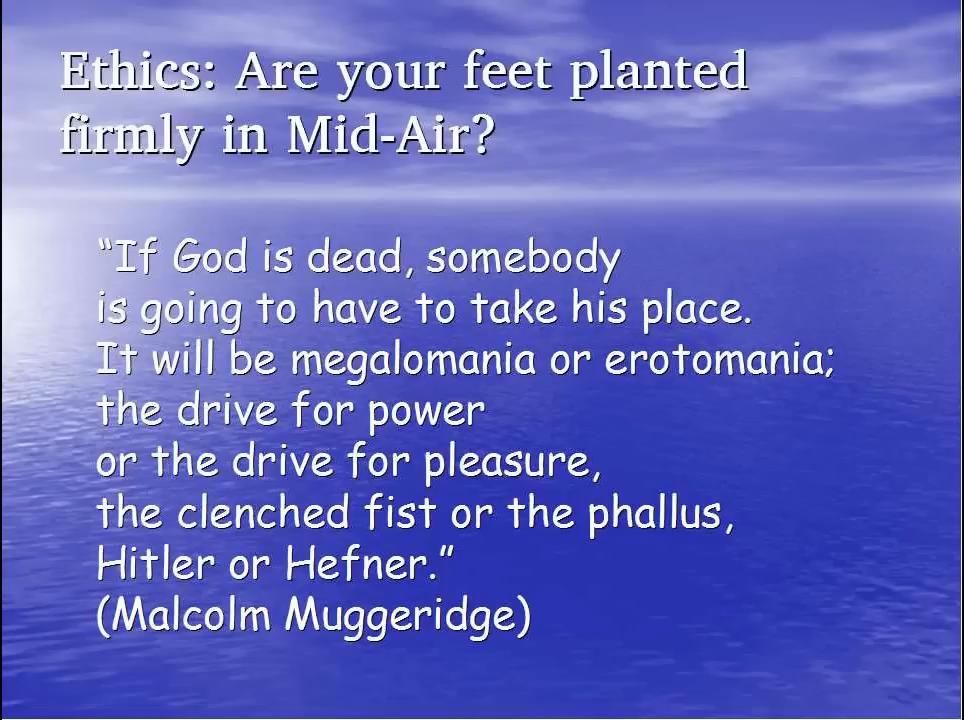 Ethics: Are your feet planted
firmly in Mid-Air?
“If God is dead, somebody
is going to have to take his place.
It will be megalomania or erotomania;
the drive for power
or the drive for pleasure,
the clenched fist or the phallus,
Hitler or Hefner.”
(Malcolm Muggeridge)